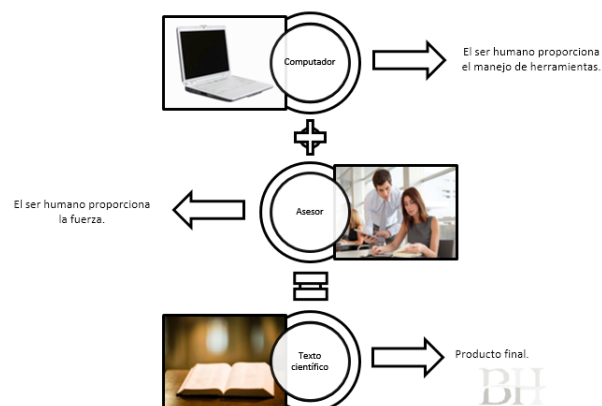 Computador
El ser humano proporciona
el manejo de herramientas.
El ser humano proporciona
la fuerza.
Asesor
Texto
científico
Producto final.
BH